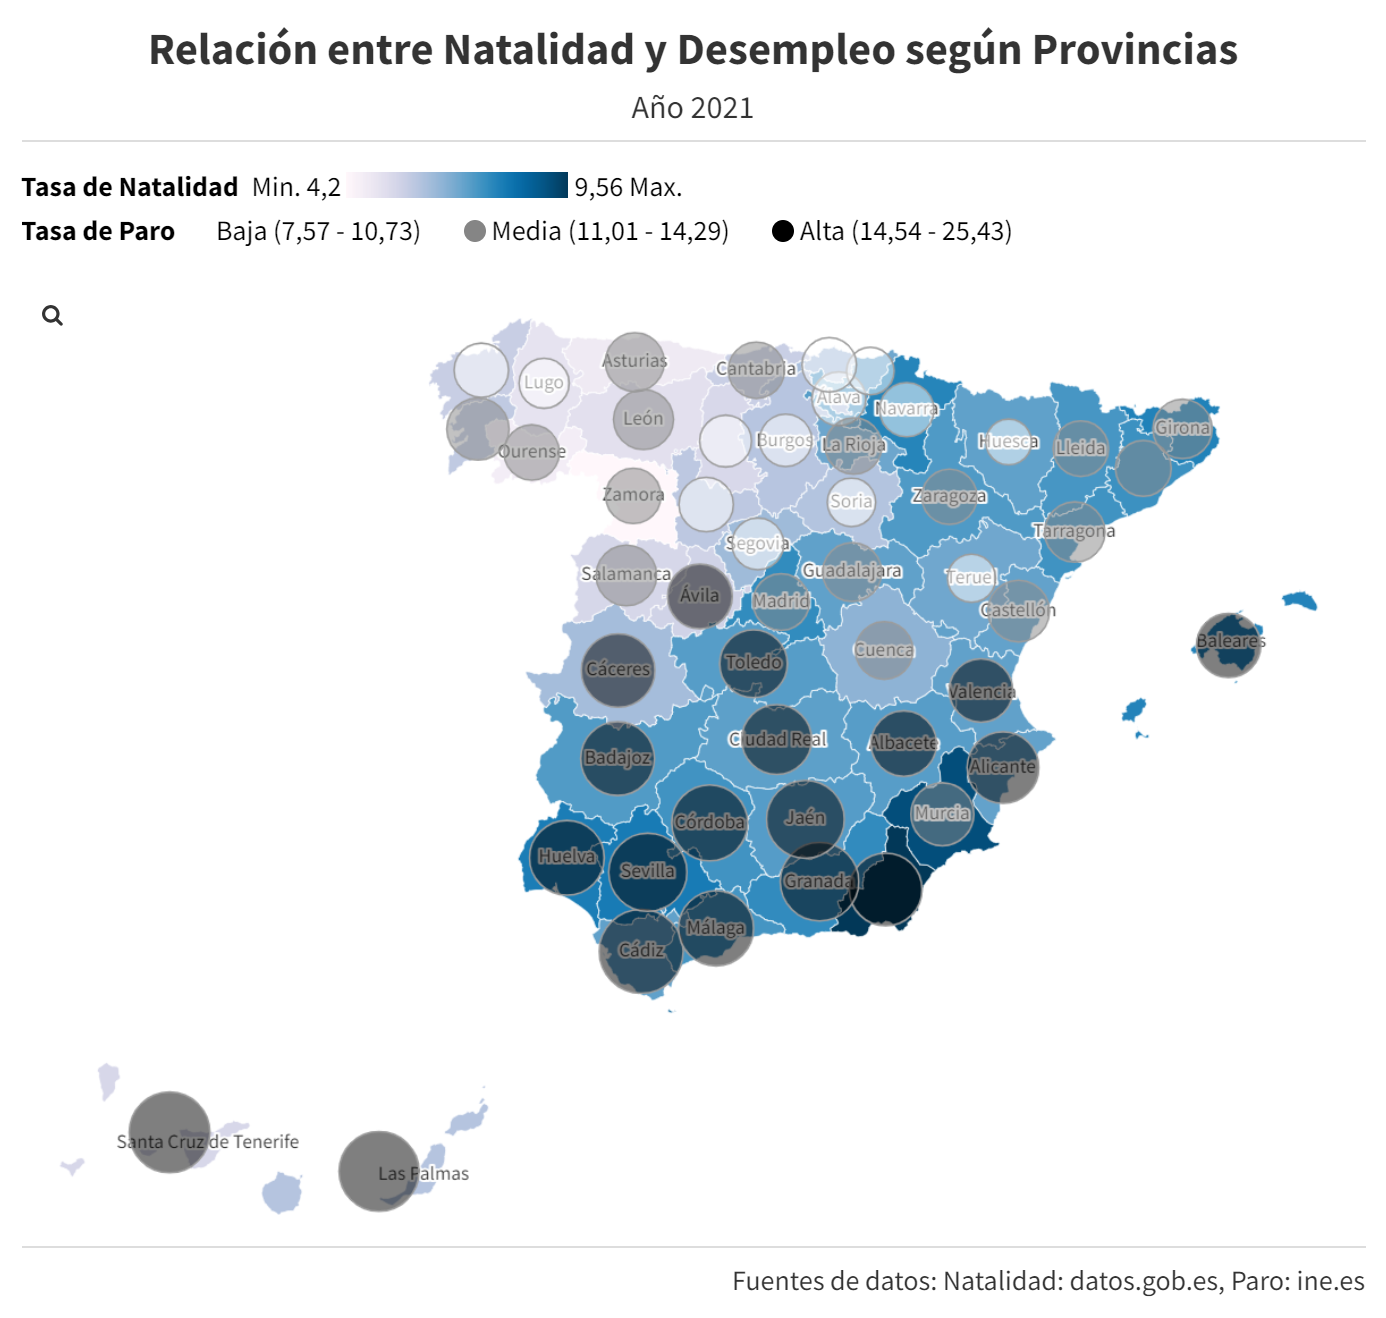 Relación entre Natalidad y Desempleo según Provincias
Año 2021
Tasa de Natalidad Min. 4,2 9,56 Max.
Tasa de Paro Baja (7,57 - 10,73) Media (11,01 - 14,29) Alta (14,54 - 25,43)
Asturias
Cantabria
Lugo
Álava
Navarra
León
Burgos
La Rioja
Huesca
Lleida
Girona
Ourense
Zamora
Soria
Zaragoza
Tarragona
Segovia
Salamanca
Guadalajara
Teruel
Ávila
Madrid
Castellón
Baleares
Cáceres
Toledo
Cuenca
Valencia
Badajoz
Ciudad Real
Albacete
Alicante
Córdoba
Jaén
Murcia
Huelva
Sevilla
Granada
Málaga
Cádiz
Santa Cruz de Tenerife
Las Palmas
Fuentes de datos: Natalidad: datos.gob.es, Paro: ine.es